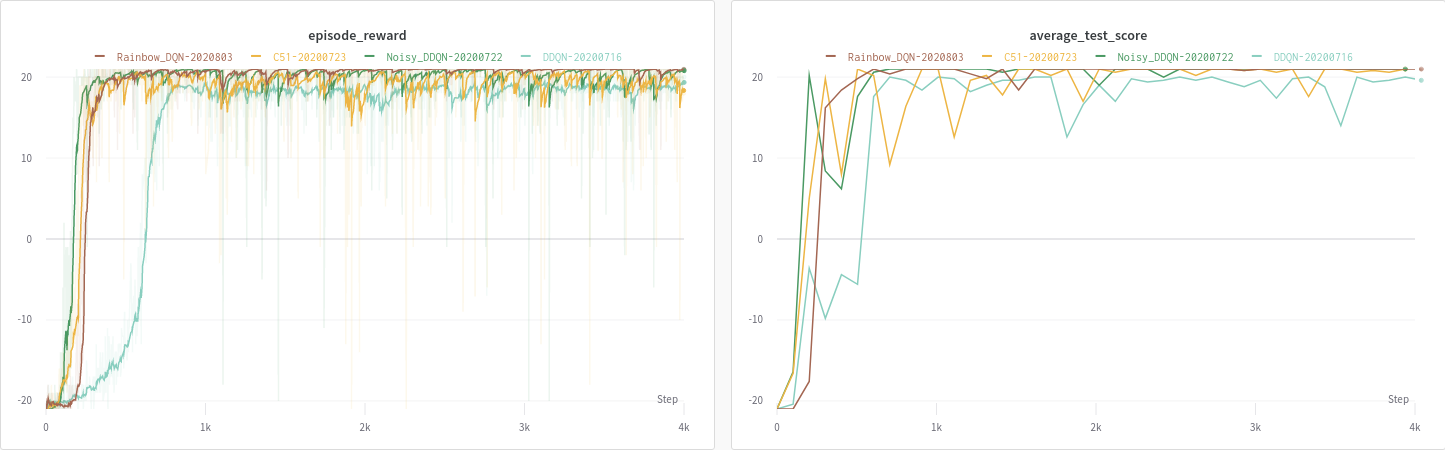 episode_reward
Rainbow_DQN-20200803 C51-20200723 Noisy_DDQN-20200722 DDQN-20200716
20
10
0
-10
-20
Step
0 1k 2k 3k 4k
average_test_score
Rainbow_DQN-20200803 C51-20200723 Noisy_DDQN-20200722 DDQN-20200716
20
10
0
-10
-20
Step
0 1k 2k 3k 4k